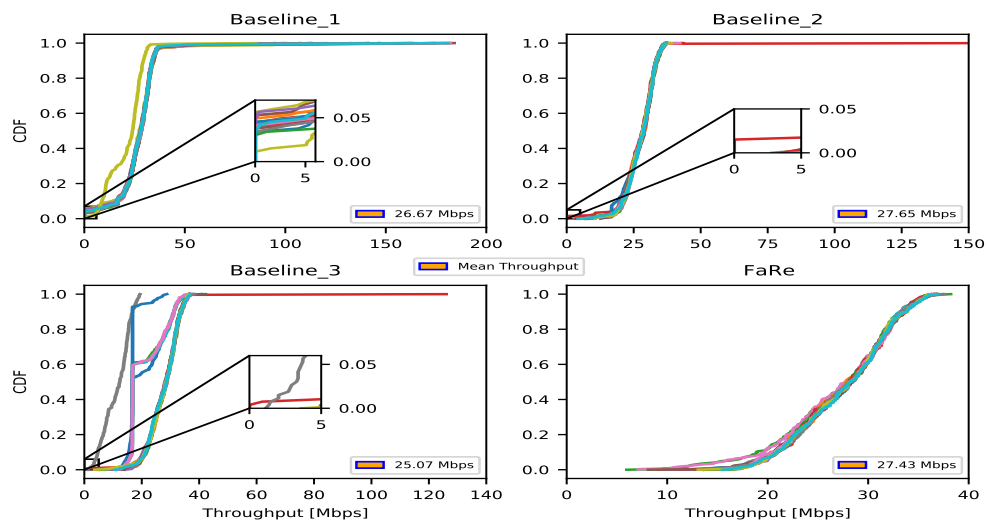 Baseline_1
Baseline_2
1.0
0.8
0.6
0.4
0.2
0.0
CDF
0.05
0.00
0 5
26.67 Mbps
0 50 100 150 200
1.0
0.8
0.6
0.4
0.2
0.0
0.05
0.00
0 5
27.65 Mbps
0 25 50 75 100 125 150
Mean Throughput
Baseline_3
FaRe
1.0
0.8
0.6
0.4
0.2
0.0
CDF
0.05
0.00
0 5
25.07 Mbps
0 20 40 60 80 100 120 140
Throughput [Mbps]
1.0
0.8
0.6
0.4
0.2
0.0
27.43 Mbps
0 10 20 30 40
Throughput [Mbps]